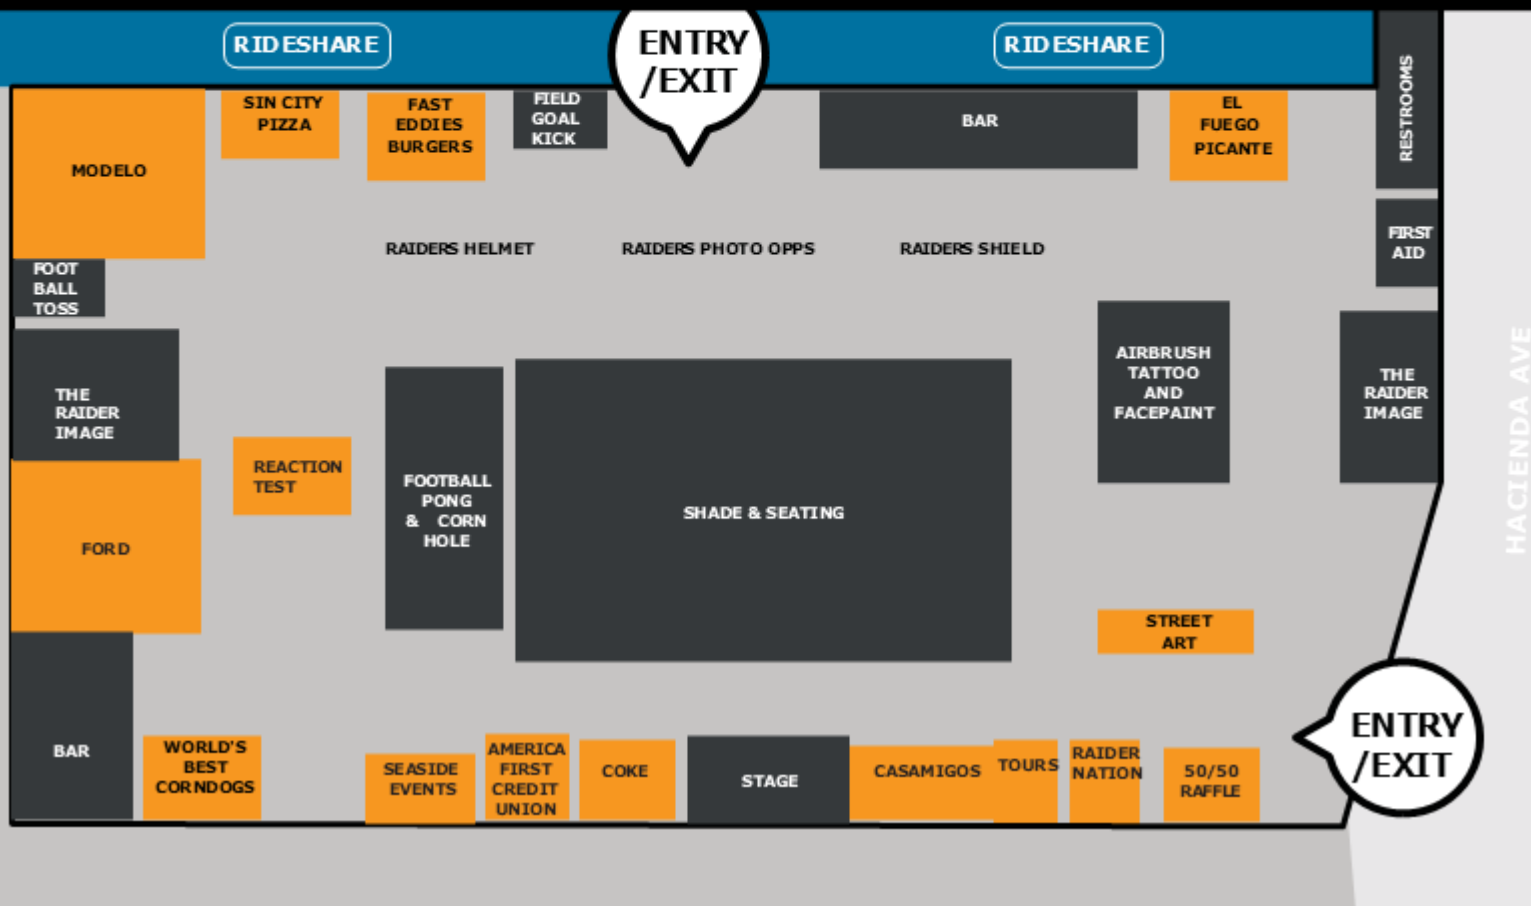 RIDESHARE
ENTRY
/EXIT
RIDESHARE
RESTROOMS
MODELO
SIN CITY
PIZZA
FAST
EDDIES
BURGERS
FIELD
GOAL
KICK
BAR
EL
FUEGO
PICANTE
RAIDERS HELMET
RAIDERS PHOTO OPPS
RAIDERS SHIELD
FIRST
AID
FOOT
BALL
TOSS
THE
RAIDER
IMAGE
AIRBRUSH
TATTOO
AND
FACEPAINT
THE
RAIDER
IMAGE
HACIENDA AVE
REACTION
TEST
FOOTBALL
PONG
& CORN
HOLE
SHADE & SEATING
FORD
STREET
ART
BAR
WORLD'S
BEST
CORNDOGS
SEASIDE
EVENTS
AMERICA
FIRST
CREDIT
UNION
COKE
STAGE
CASAMIGOS
TOURS
RAIDER
NATION
50/50
RAFFLE
ENTRY
/EXIT